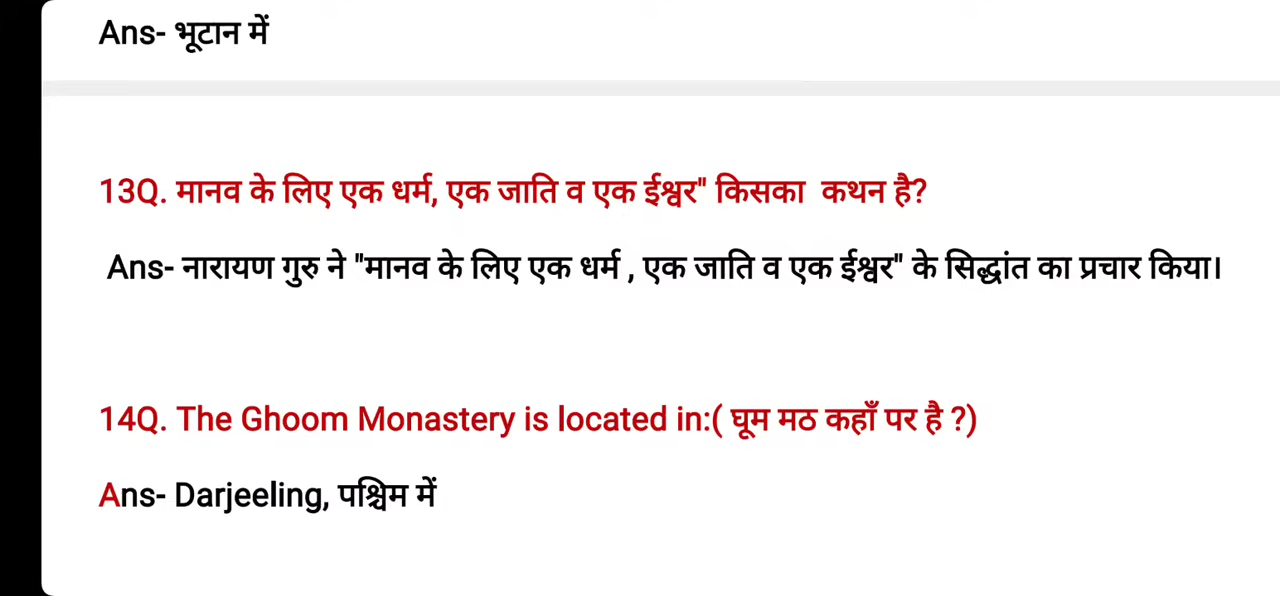 Ans- भूटान में
13Q. मानव के लिए एक धर्म, एक जाति व एक ईश्वर" किसका कथन है?
Ans- नारायण गुरु ने "मानव के लिए एक धर्म , एक जाति व एक ईश्वर" के सिद्धांत का प्रचार किया।
14Q. The Ghoom Monastery is located in:( घूम मठ कहाँ पर है ?)
Ans- Darjeeling, पश्चिम में